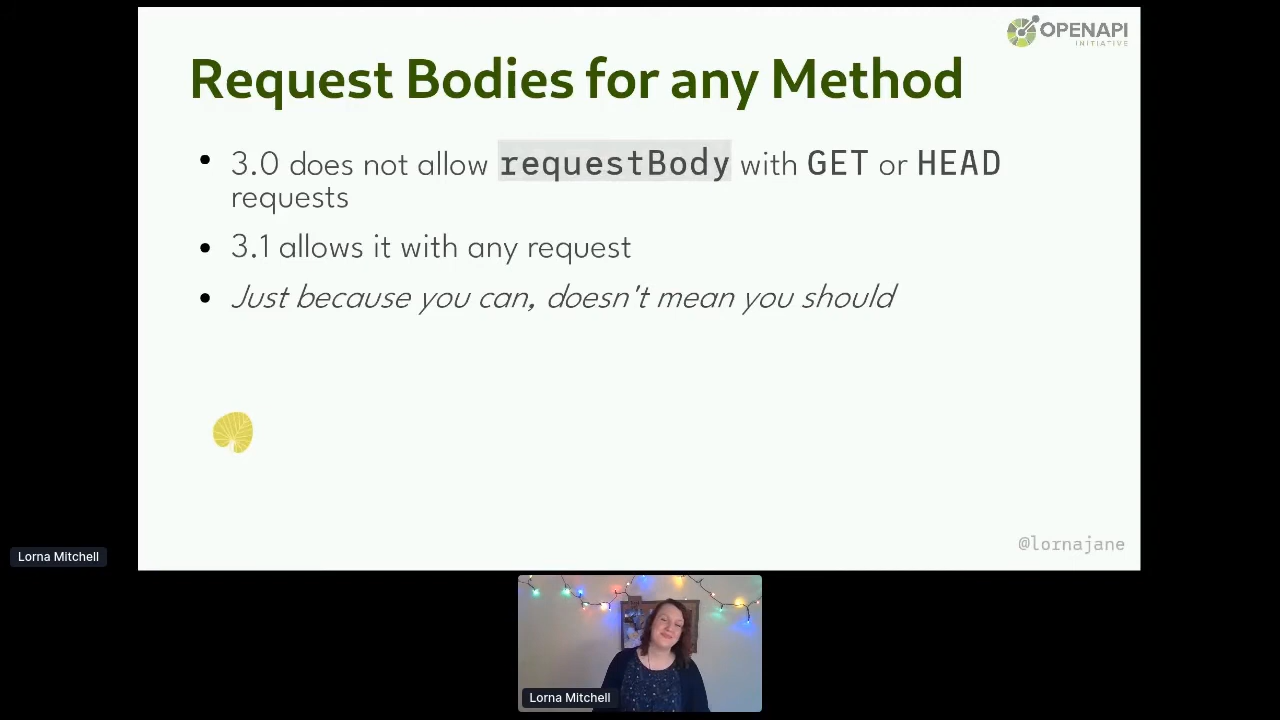 OPENAPI
INITIATIVE
Request Bodies for any Method
3.0 does not allow requestBody with GET or HEAD
requests
3.1 allows it with any request
Just because you can, doesn't mean you should
@lornajane
Lorna Mitchell
Lorna Mitchell